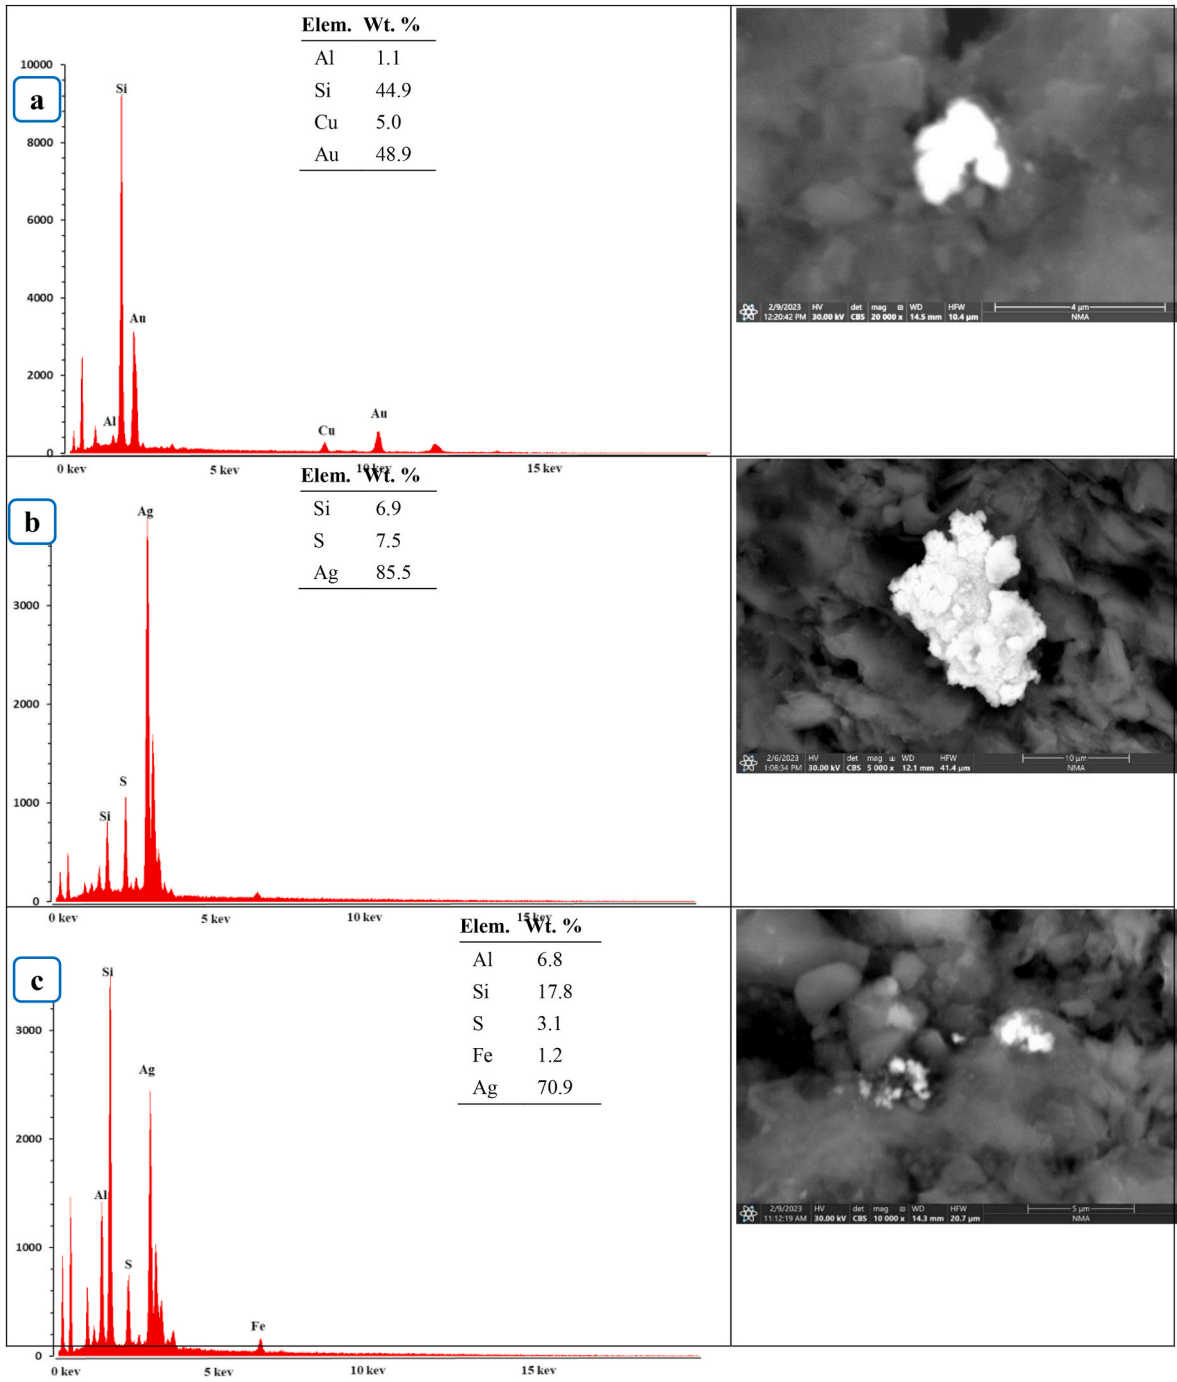 a
Elem. Wt. %
Al 1.1
Si 44.9
Cu 5.0
Au 48.9
10000
8000
6000
4000
2000
0
Si
Au
Al
Cu
Au
0 kev 5 kev 10 kev 15 kev
2/9/2023 HV det mag WD HFW 4 µm
12:20:42 PM 30.00 kV CBS 20 000 x 14.5 mm 10.4 µm NMA
b
Elem. Wt. %
Si 6.9
S 7.5
Ag 85.5
3000
2000
1000
0
Ag
S
Si
0 kev 5 kev 10 kev 15 kev
2/6/2023 HV det mag WD HFW 10 µm
1:08:34 PM 30.00 kV CBS 5 000 x 12.1 mm 41.4 µm NMA
c
Elem. Wt. %
Al 6.8
Si 17.8
S 3.1
Fe 1.2
Ag 70.9
3000
2000
1000
0
Si
Ag
Al
S
Fe
0 kev 5 kev 10 kev 15 kev
2/9/2023 HV det mag WD HFW 5 µm
11:12:19 AM 30.00 kV CBS 10 000 x 14.3 mm 20.7 µm NMA